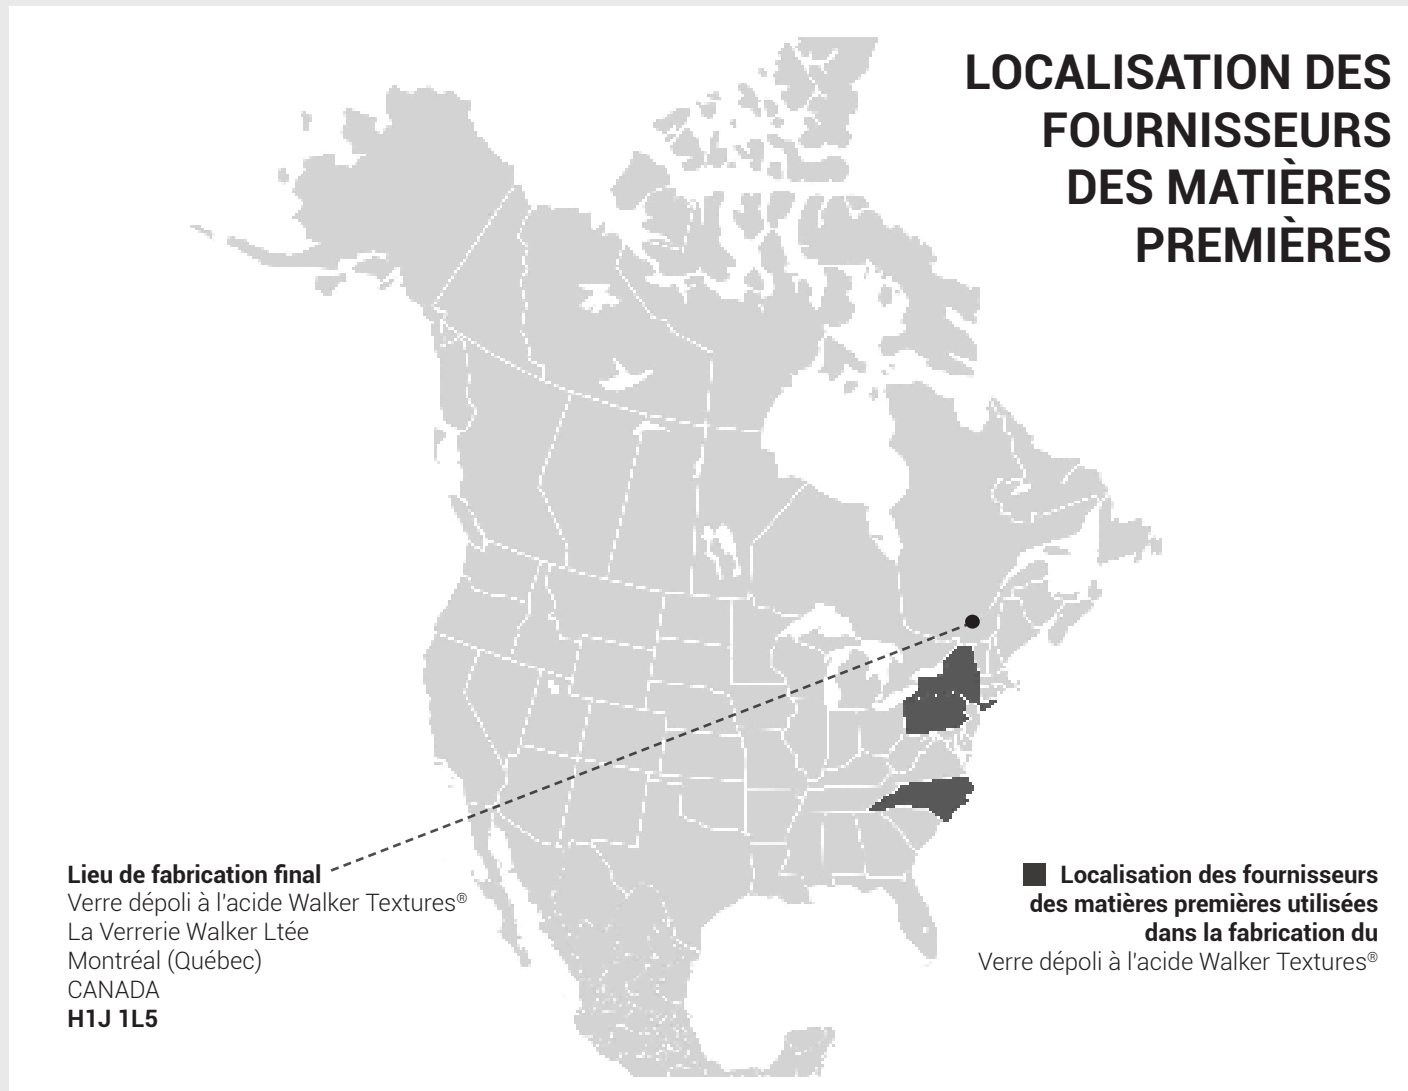 LOCALISATION DES
FOURNISSEURS
DES MATIÈRES
PREMIÈRES
Lieu de fabrication final
Verre dépoli à l'acide Walker Textures®
La Verrerie Walker Ltée
Montréal (Québec)
CANADA
H1J 1L5
Localisation des fournisseurs
des matières premières utilisées
dans la fabrication du
Verre dépoli à l'acide Walker Textures®